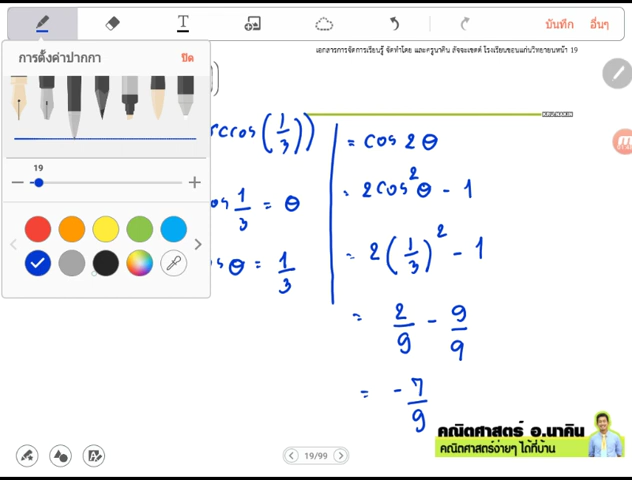 บันทึก อื่นๆ
เอกสารการจัดการเรียนรู้ จัดทำโดย และครูนาคิน สัจจะเขตต์ โรงเรียนขอนแก่นวิทยายนหน้า 19
การตั้งค่าปากกา ปิด
19
rccos(1/3))
os 1/3 = θ
s θ = 1/3
= cos 2θ
= 2cos²θ - 1
= 2(1/3)² - 1
= 2/9 - 9/9
= -7/9
19/99
คณิตศาสตร์ อ.นาคิน
คณิตศาสตร์ง่ายๆ ได้ที่บ้าน